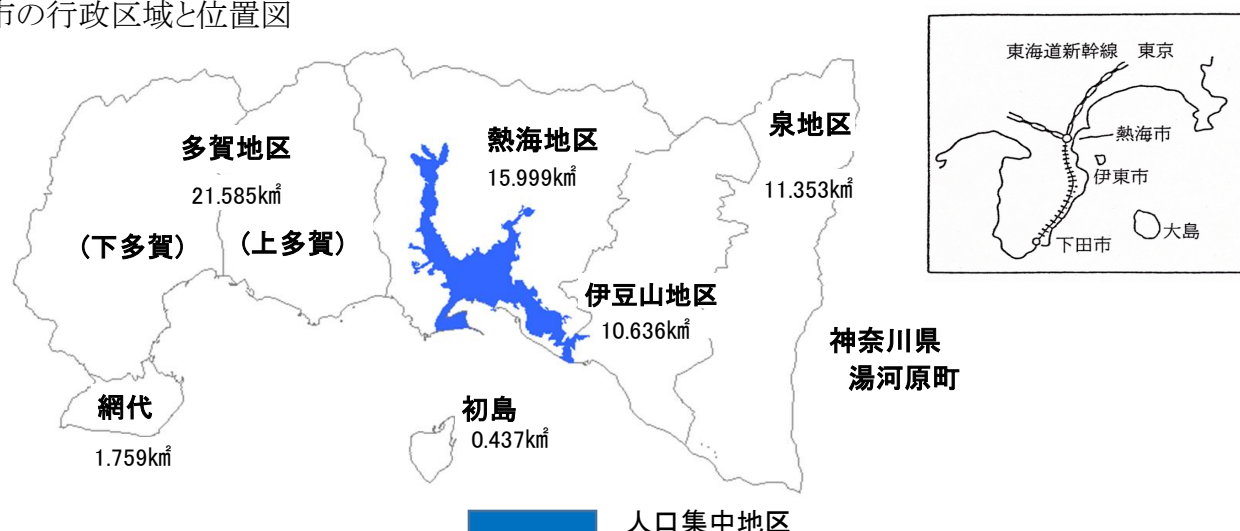 市の行政区域と位置図
多賀地区
21.585k㎡
(下多賀)
(上多賀)
熱海地区
15.999k㎡
泉地区
11.353k㎡
伊豆山地区
10.636k㎡
神奈川県
湯河原町
網代
1.759k㎡
初島
0.437k㎡
人口集中地区
東海道新幹線 東京
熱海市
伊東市
大島
下田市